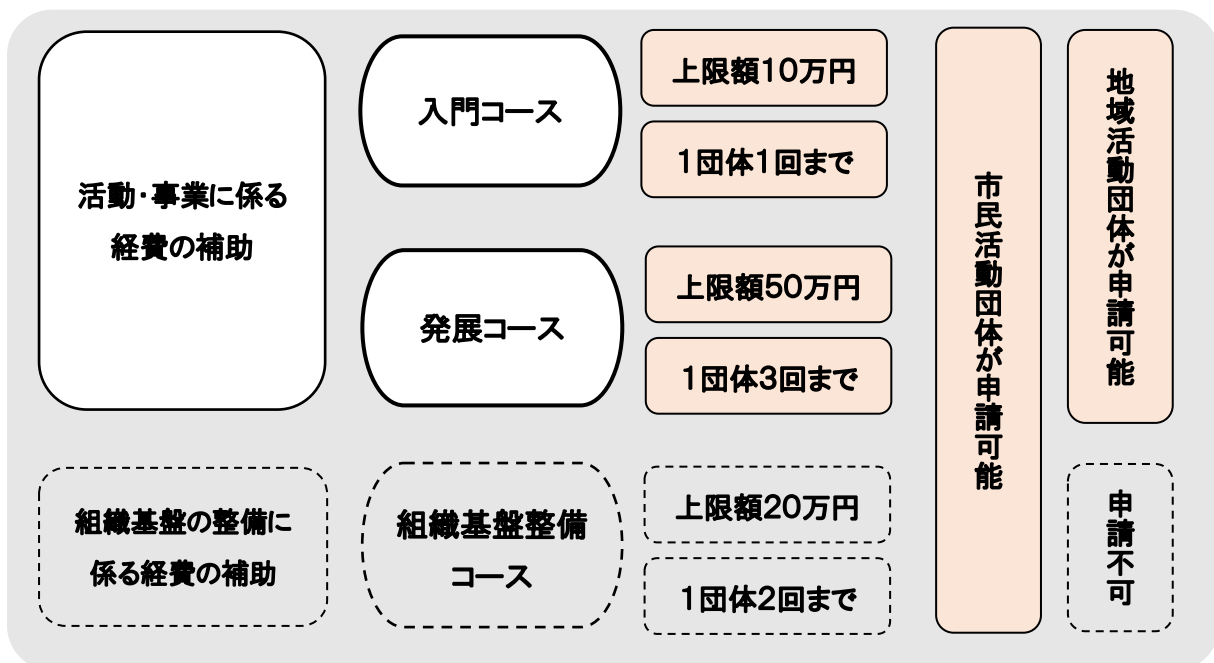 活動・事業に係る
経費の補助
入門コース
上限額10万円
1団体1回まで
発展コース
上限額50万円
1団体3回まで
組織基盤の整備に
係る経費の補助
組織基盤整備
コース
上限額20万円
1団体2回まで
市民活動団体が申請可能
地域活動団体が申請可能
申請不可